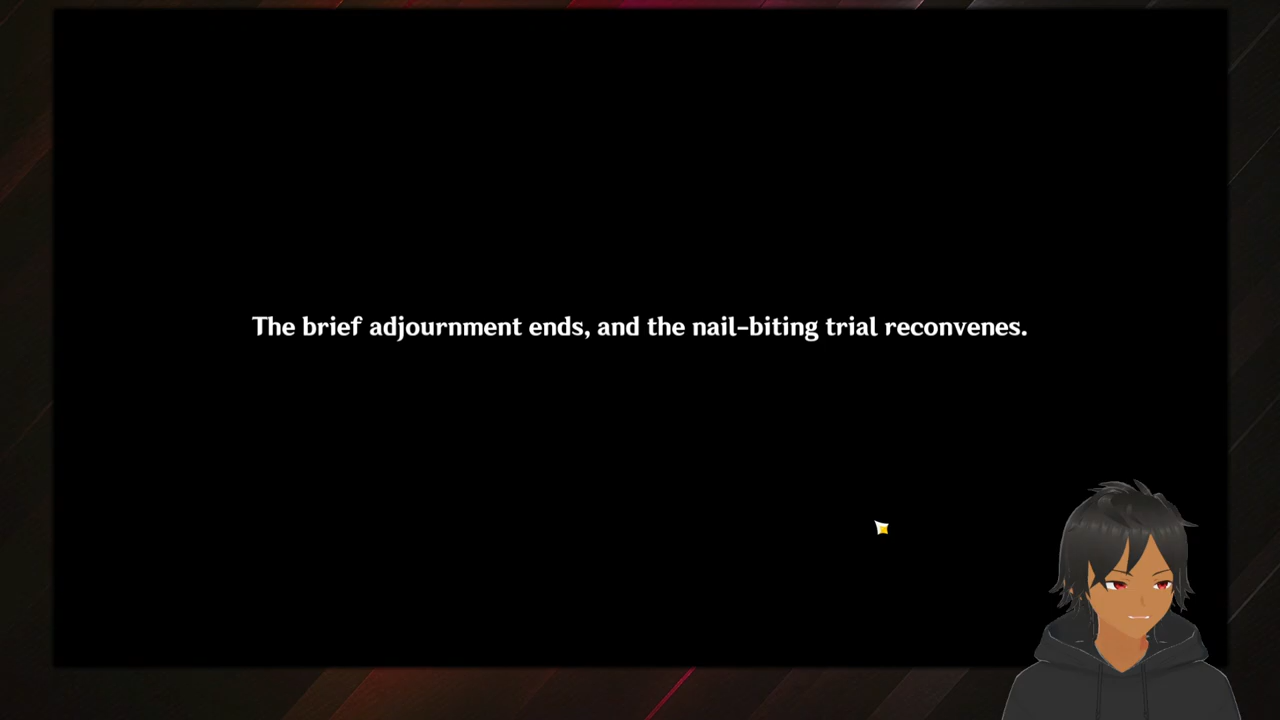 The brief adjournment ends, and the nail-biting trial reconvenes.